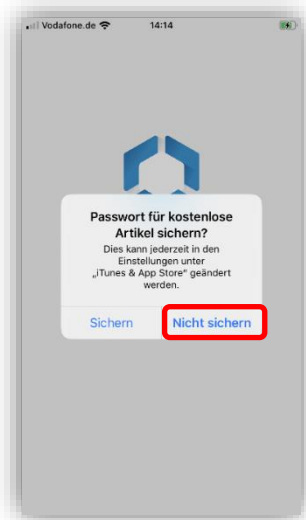 Vodafone.de 14:14
Passwort für kostenlose
Artikel sichern?
Dies kann jederzeit in den
Einstellungen unter
„iTunes & App Store“ geändert
werden.
Sichern Nicht sichern